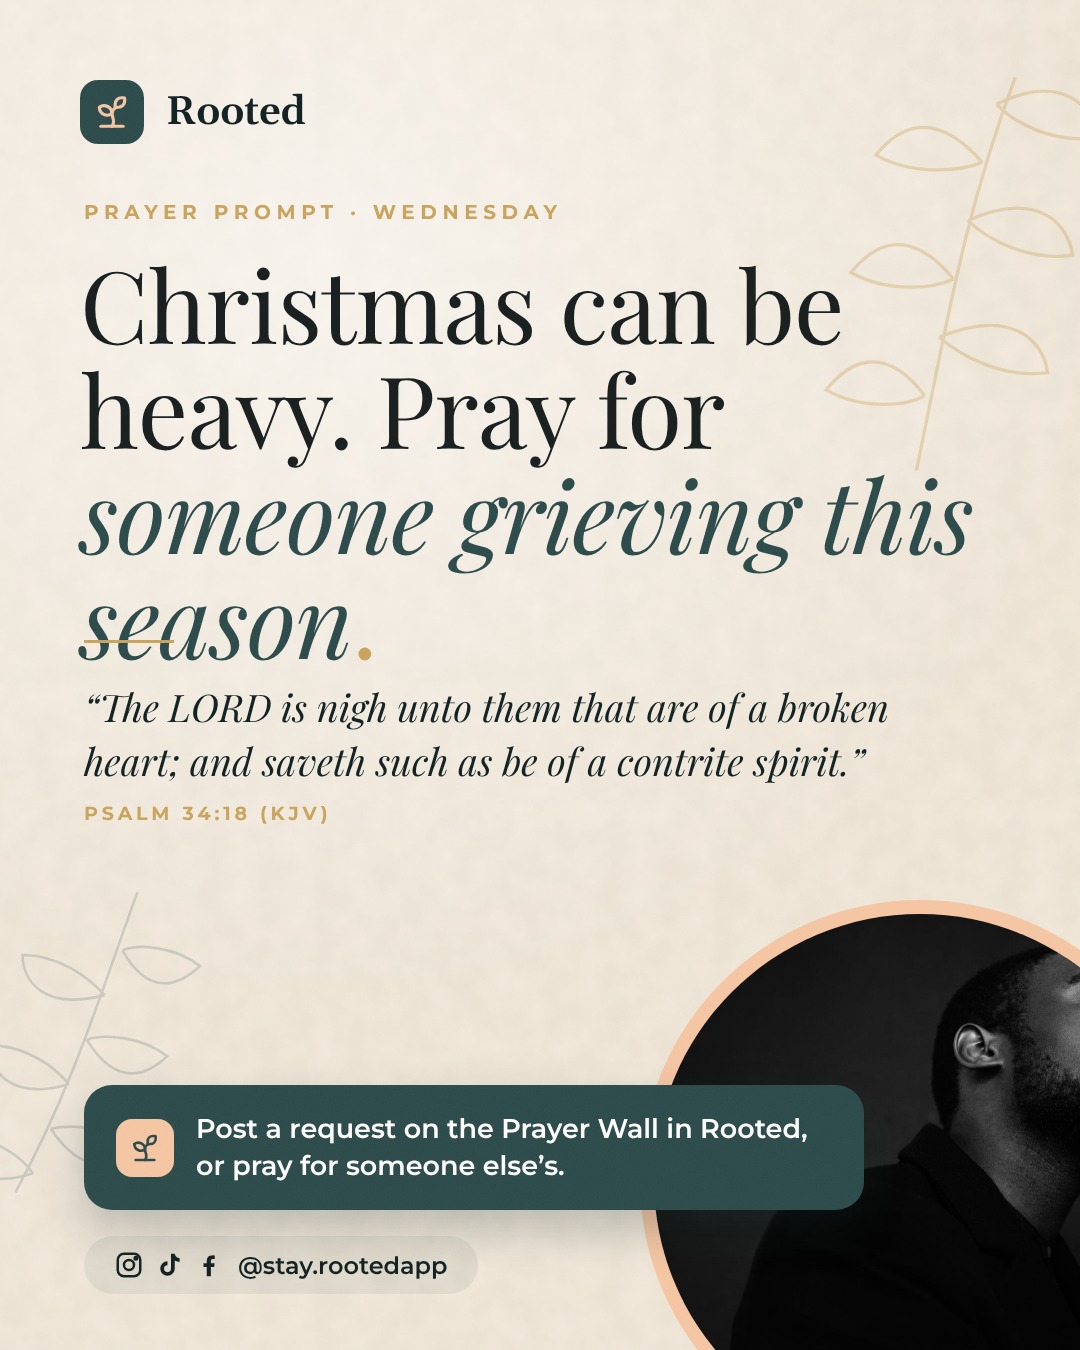 Rooted
PRAYER PROMPT · WEDNESDAY
Christmas can be
heavy. Pray for
someone grieving this
season.
“The LORD is nigh unto them that are of a broken
heart; and saveth such as be of a contrite spirit.”
PSALM 34:18 (KJV)
Post a request on the Prayer Wall in Rooted,
or pray for someone else’s.
@stay.rootedapp